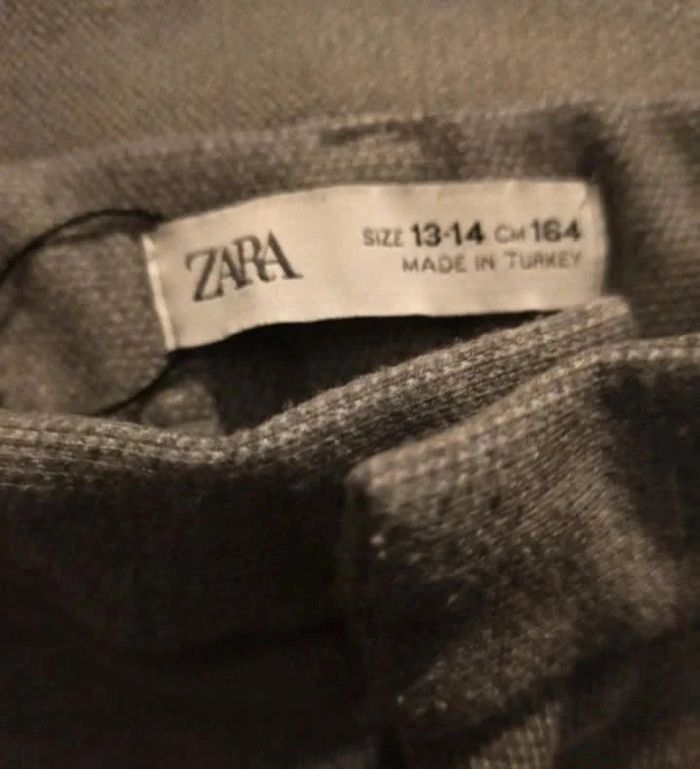 ZARA
SIZE 13-14 CM 164
MADE IN TURKEY